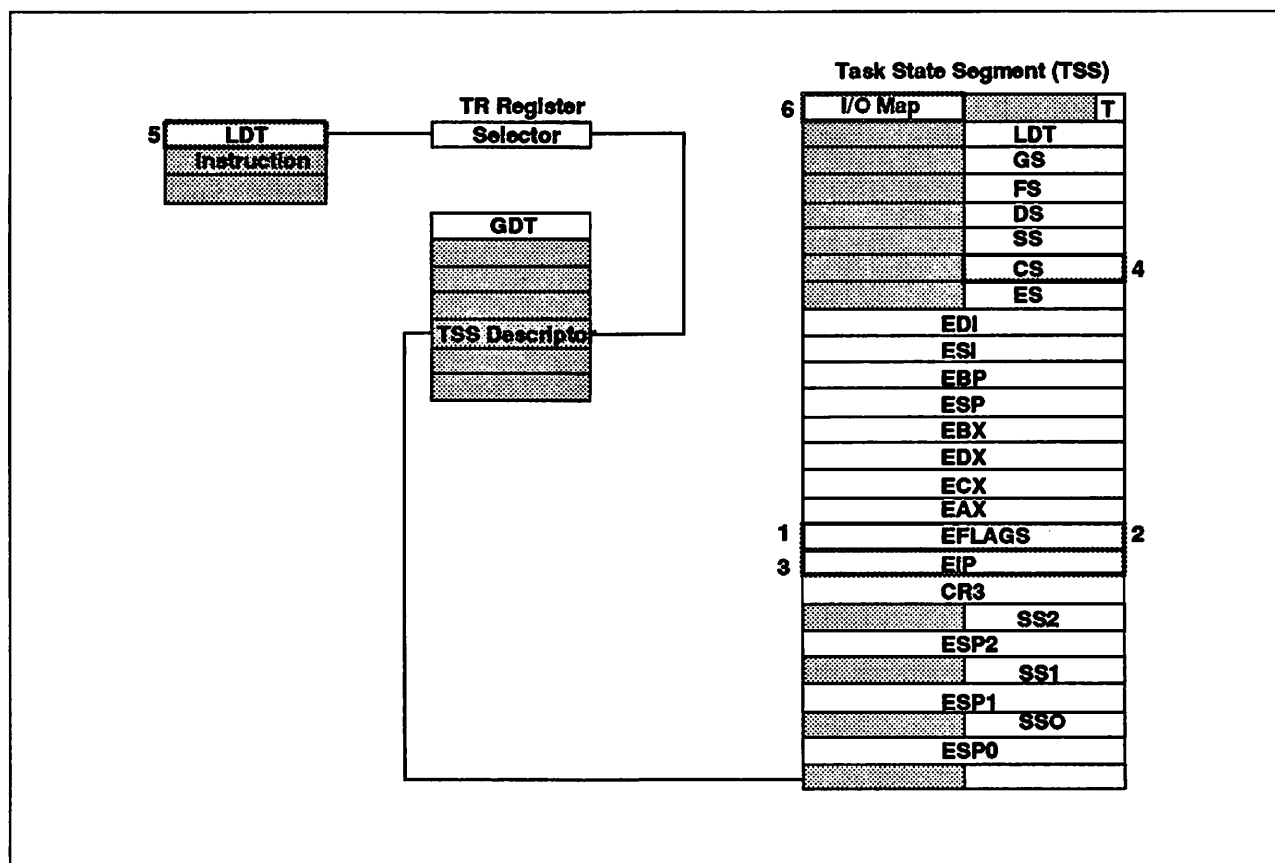 Task State Segment (TSS)
6 I/O Map T
TR Register
5 LDT Selector LDT
Instruction GS
FS
GDT DS
SS
CS 4
ES
EDI
TSS Descripto
ESI
EBP
ESP
EBX
EDX
ECX
EAX
1 EFLAGS 2
3 EIP
CR3
SS2
ESP2
SS1
ESP1
SSO
ESP0